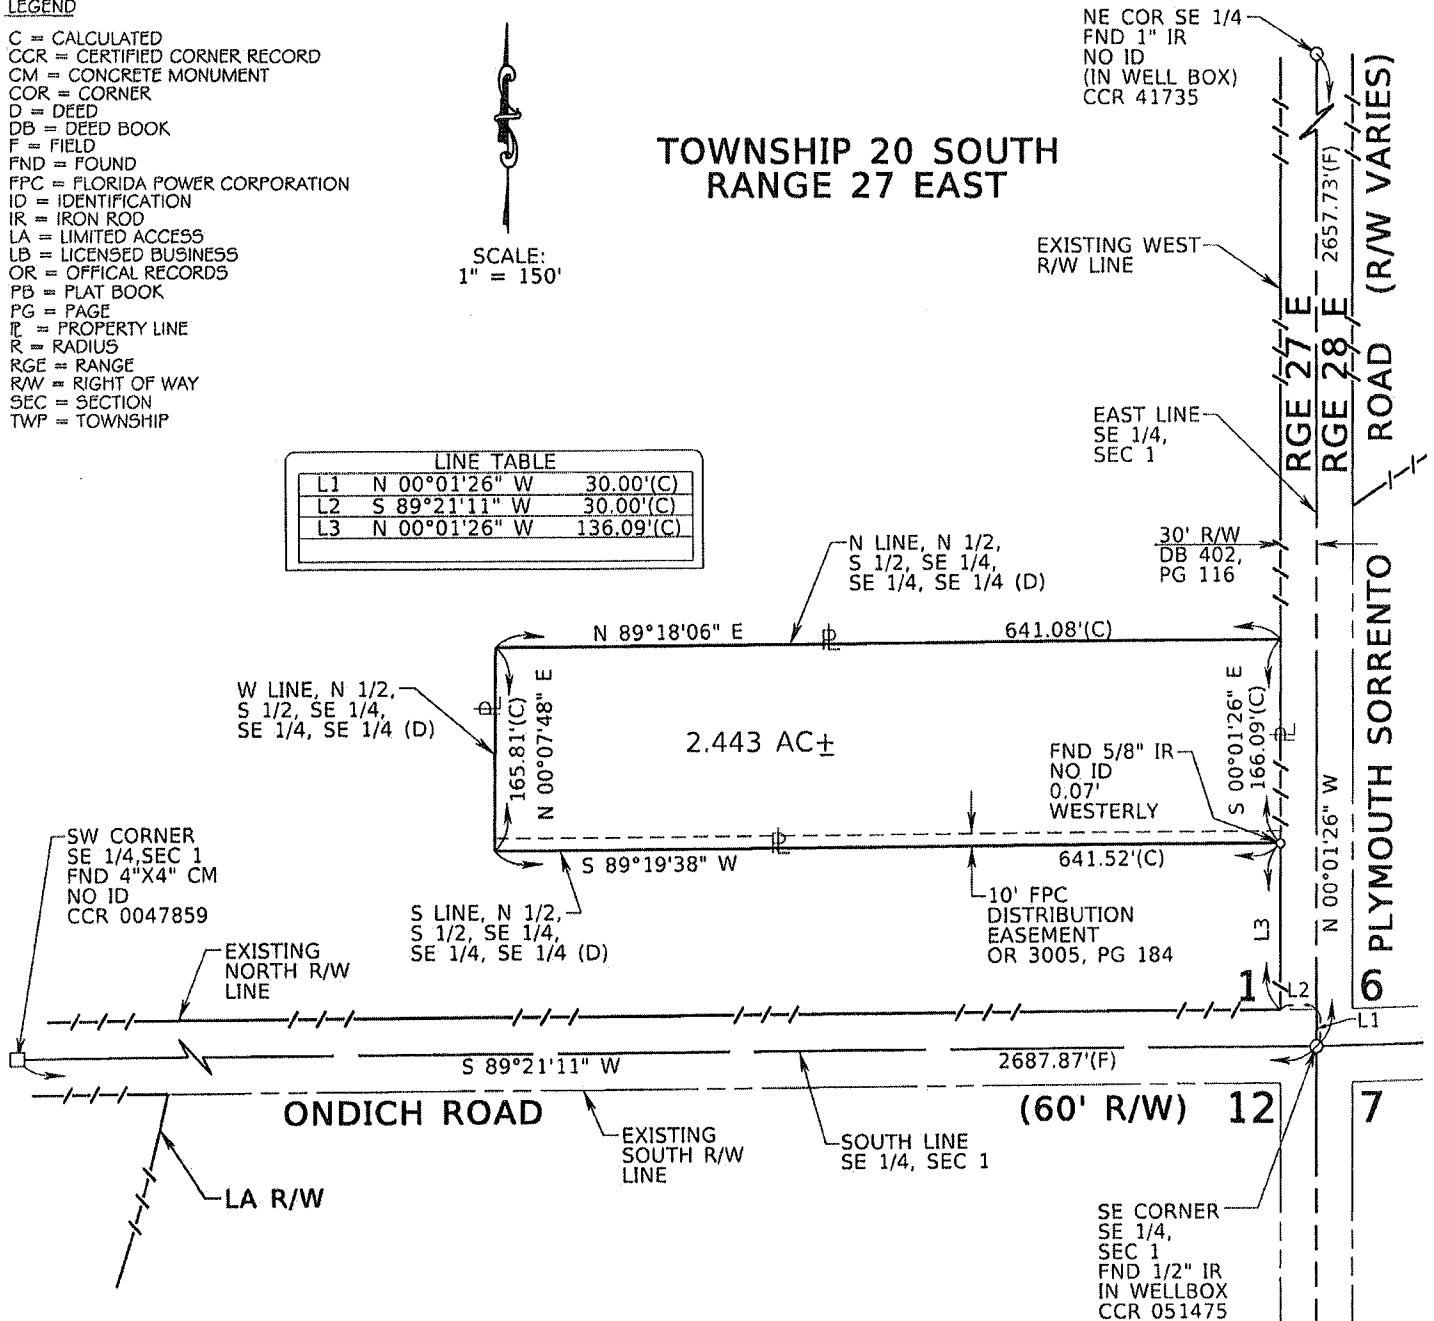 LEGEND
C = CALCULATED
CCR = CERTIFIED CORNER RECORD
CM = CONCRETE MONUMENT
COR = CORNER
D = DEED
DB = DEED BOOK
F = FIELD
FND = FOUND
FPC = FLORIDA POWER CORPORATION
ID = IDENTIFICATION
IR = IRON ROD
LA = LIMITED ACCESS
LB = LICENSED BUSINESS
OR = OFFICAL RECORDS
PB = PLAT BOOK
PG = PAGE
PL = PROPERTY LINE
R = RADIUS
RGE = RANGE
R/W = RIGHT OF WAY
SEC = SECTION
TWP = TOWNSHIP
SCALE:
1" = 150'
TOWNSHIP 20 SOUTH
RANGE 27 EAST
NE COR SE 1/4
FND 1" IR
NO ID
(IN WELL BOX)
CCR 41735
2657.73'(F)
(R/W VARIES)
EXISTING WEST
R/W LINE
RGE 27 E
RGE 28 E
PLYMOUTH SORRENTO ROAD
EAST LINE
SE 1/4,
SEC 1
LINE TABLE
L1 N 00°01'26" W 30.00'(C)
L2 S 89°21'11" W 30.00'(C)
L3 N 00°01'26" W 136.09'(C)
30' R/W
DB 402,
PG 116
N LINE, N 1/2,
S 1/2, SE 1/4,
SE 1/4, SE 1/4 (D)
N 89°18'06" E 641.08'(C)
PL
W LINE, N 1/2,
S 1/2, SE 1/4,
SE 1/4, SE 1/4 (D)
PL
165.81'(C)
N 00°07'48" E
2.443 AC±
FND 5/8" IR
NO ID
0.07'
WESTERLY
S 00°01'26" E
166.09'(C)
PL
N 00°01'26" W
S 89°19'38" W 641.52'(C)
PL
SW CORNER
SE 1/4,SEC 1
FND 4"X4" CM
NO ID
CCR 0047859
S LINE, N 1/2,
S 1/2, SE 1/4,
SE 1/4, SE 1/4 (D)
10' FPC
DISTRIBUTION
EASEMENT
OR 3005, PG 184
L3
EXISTING
NORTH R/W
LINE
1
L2
6
L1
S 89°21'11" W 2687.87'(F)
ONDICH ROAD (60' R/W)
12
7
EXISTING
SOUTH R/W
LINE
SOUTH LINE
SE 1/4, SEC 1
LA R/W
SE CORNER
SE 1/4,
SEC 1
FND 1/2" IR
IN WELLBOX
CCR 051475